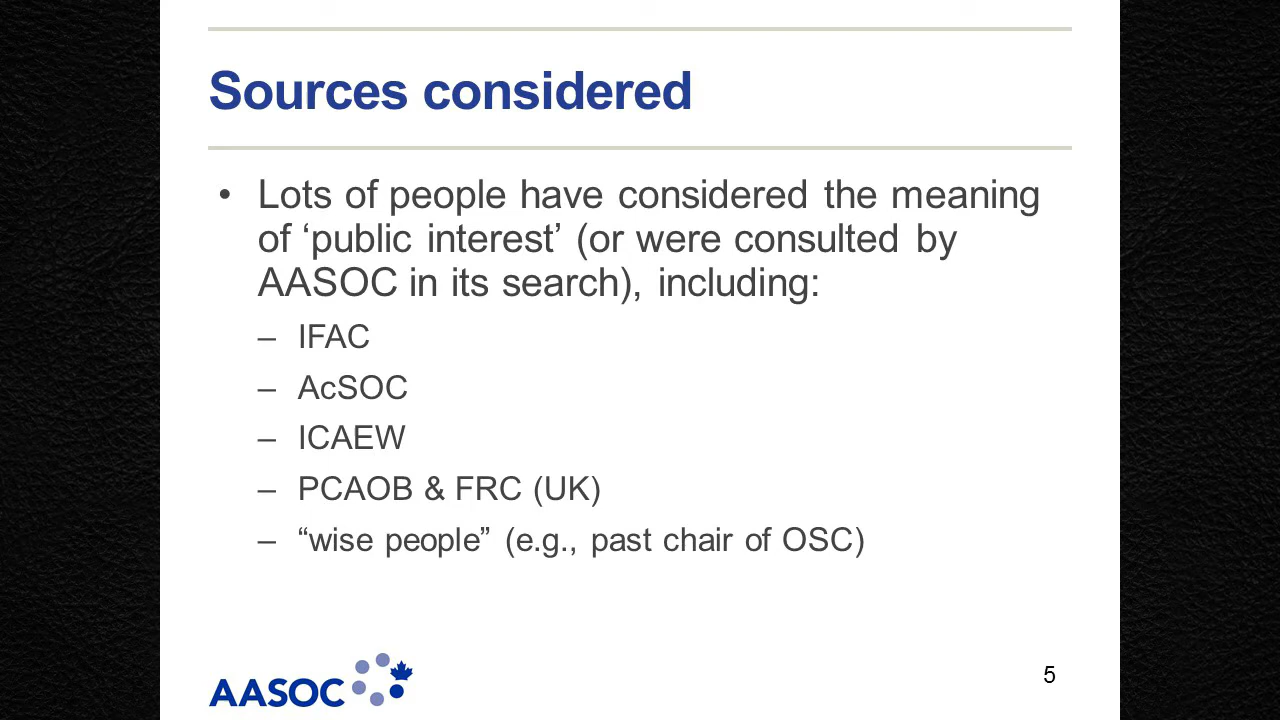 Sources considered
• Lots of people have considered the meaning
of ‘public interest’ (or were consulted by
AASOC in its search), including:
– IFAC
– AcSOC
– ICAEW
– PCAOB & FRC (UK)
– “wise people” (e.g., past chair of OSC)
AASOC
5